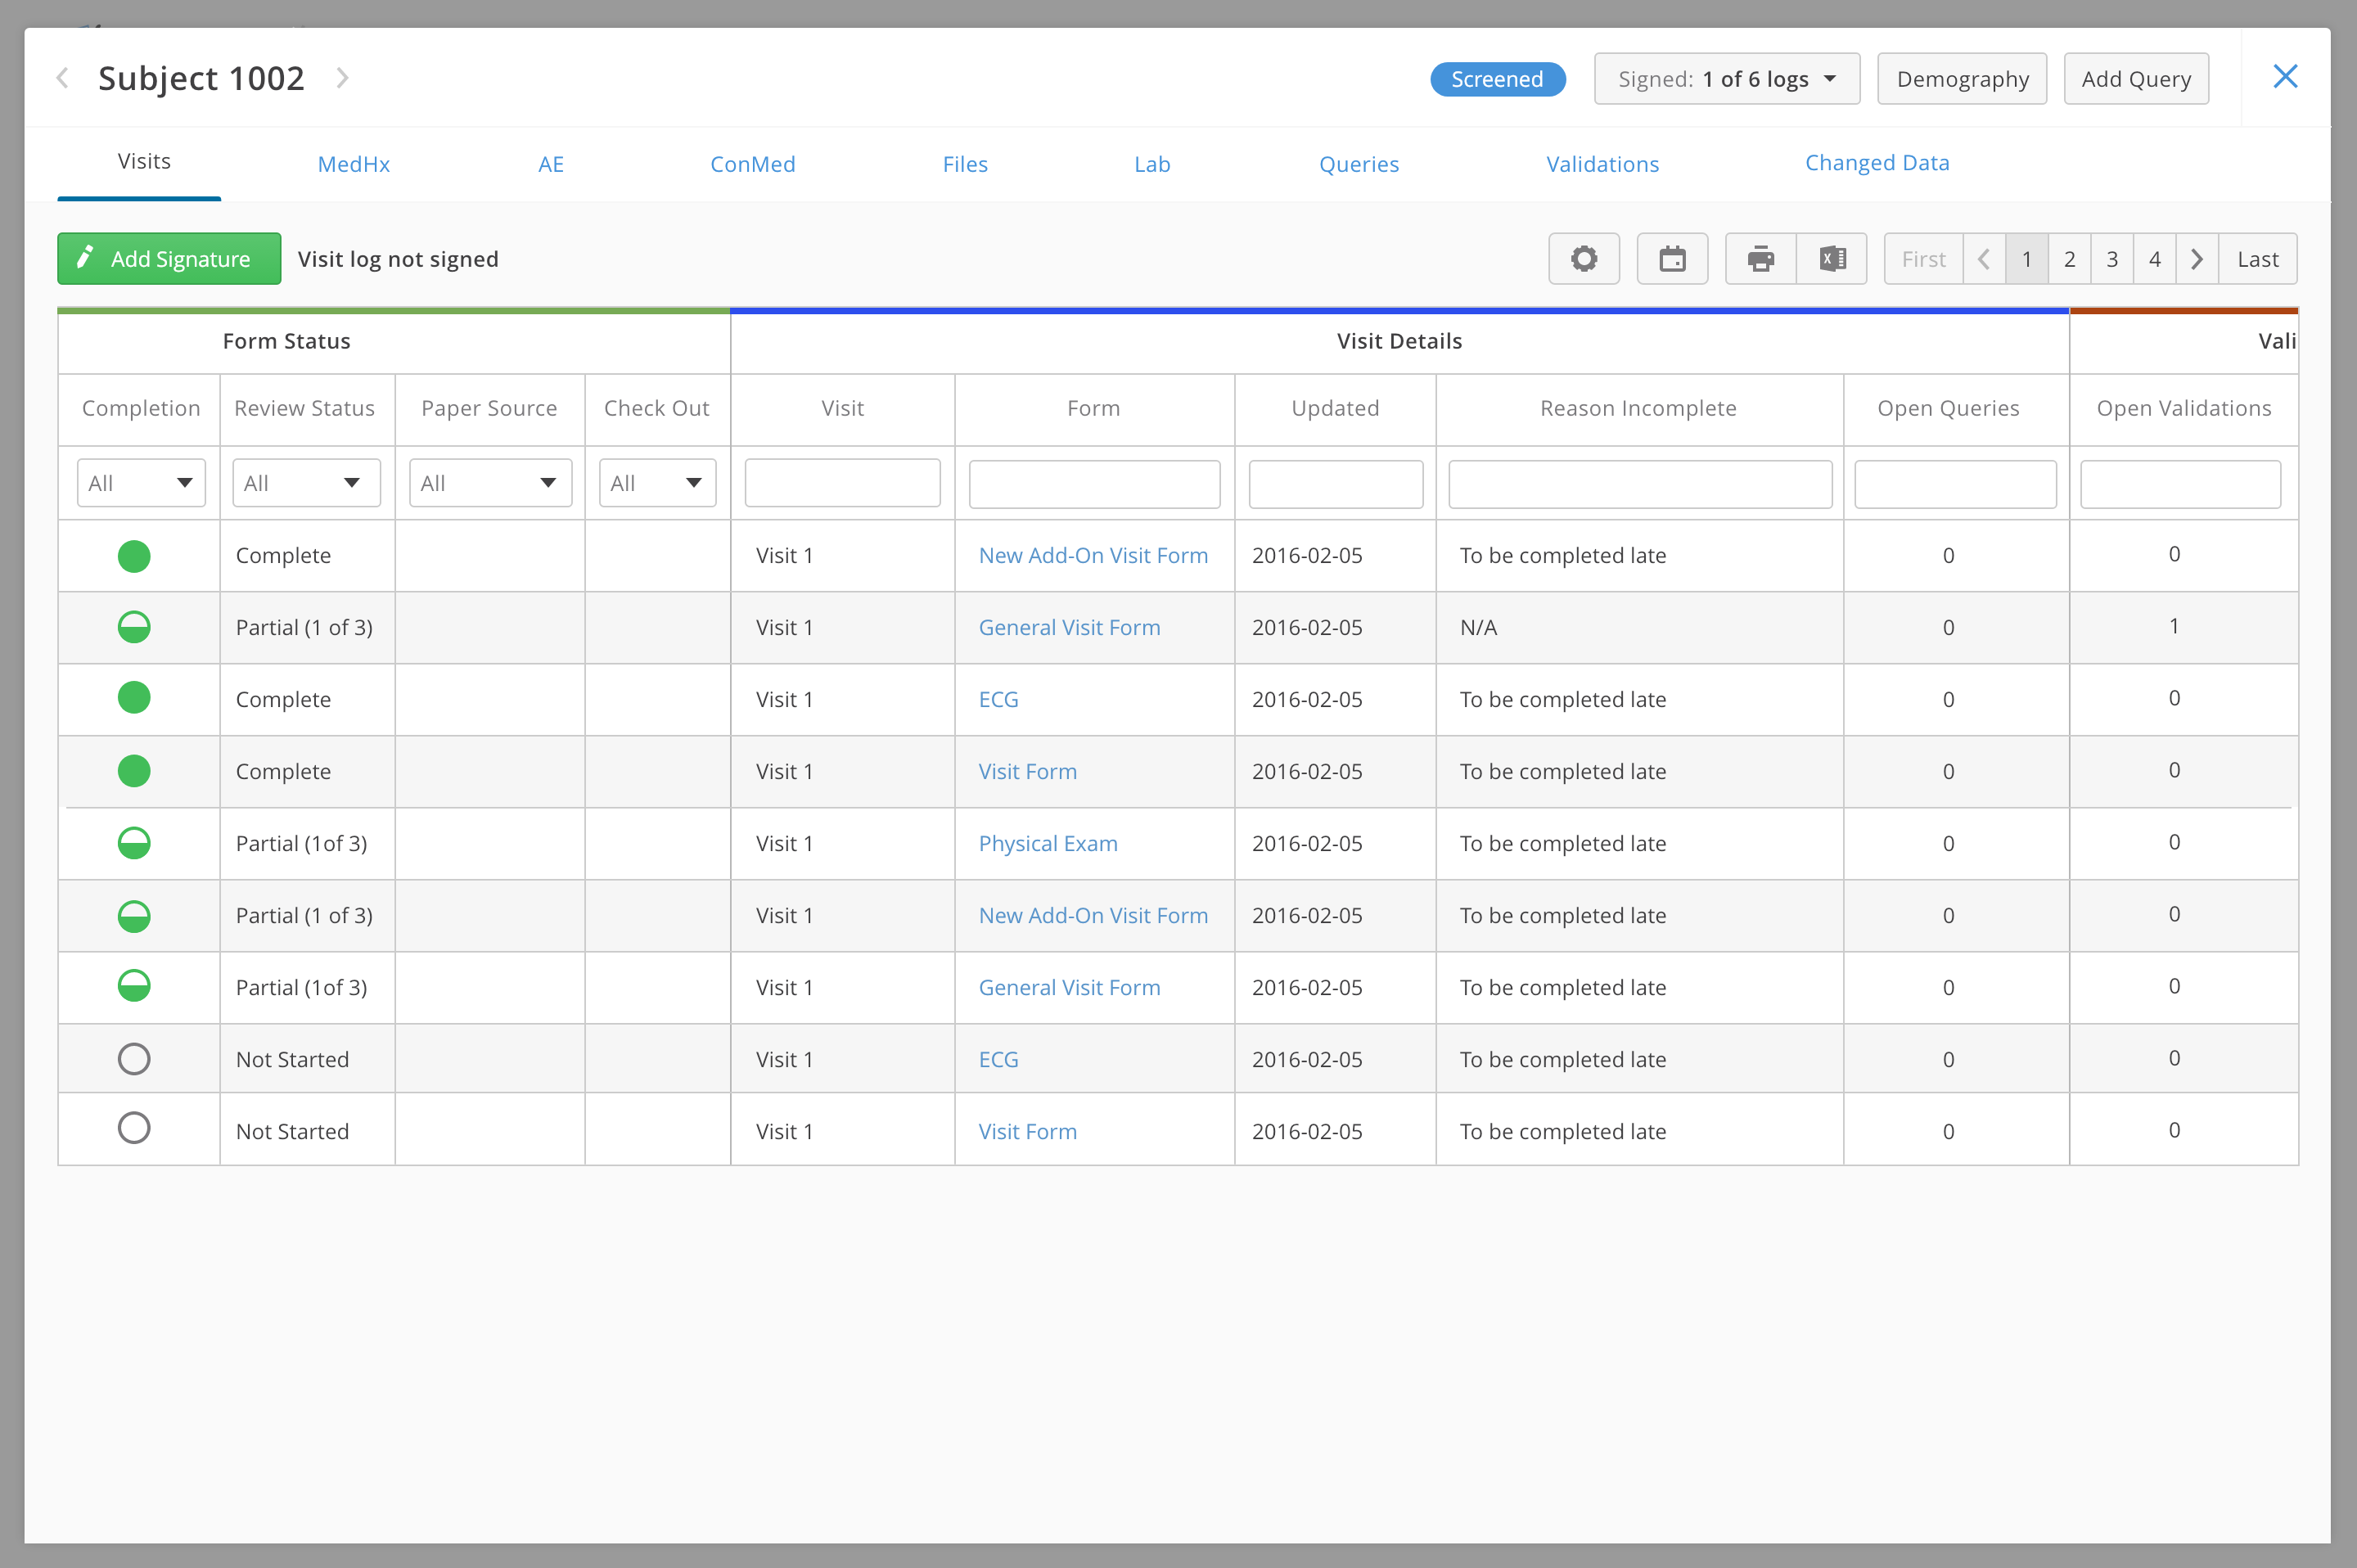 Subject 1002 Screened Signed: 1 of 6 logs Demography Add Query
Visits MedHx AE ConMed Files Lab Queries Validations Changed Data
Add Signature Visit log not signed First 1 2 3 4 Last
Form Status Visit Details Vali
Completion Review Status Paper Source Check Out Visit Form Updated Reason Incomplete Open Queries Open Validations
All All All All
Complete Visit 1 New Add-On Visit Form 2016-02-05 To be completed late 0 0
Partial (1 of 3) Visit 1 General Visit Form 2016-02-05 N/A 0 1
Complete Visit 1 ECG 2016-02-05 To be completed late 0 0
Complete Visit 1 Visit Form 2016-02-05 To be completed late 0 0
Partial (1of 3) Visit 1 Physical Exam 2016-02-05 To be completed late 0 0
Partial (1 of 3) Visit 1 New Add-On Visit Form 2016-02-05 To be completed late 0 0
Partial (1of 3) Visit 1 General Visit Form 2016-02-05 To be completed late 0 0
Not Started Visit 1 ECG 2016-02-05 To be completed late 0 0
Not Started Visit 1 Visit Form 2016-02-05 To be completed late 0 0